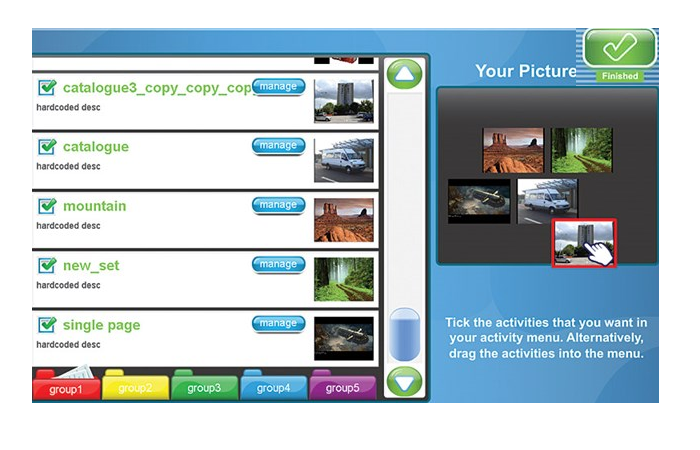 catalogue3_copy_copy_cop
manage
hardcoded desc
catalogue
manage
hardcoded desc
mountain
manage
hardcoded desc
new_set
manage
hardcoded desc
single page
manage
hardcoded desc
group1
group2
group3
group4
group5
Your Picture
Finished
Tick the activities that you want in
your activity menu. Alternatively,
drag the activities into the menu.